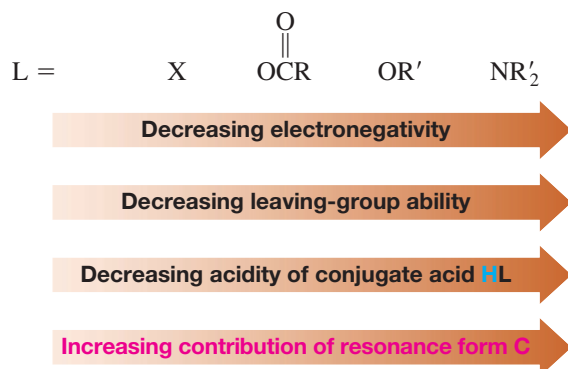 O
L = X OCR OR′ NR′₂
Decreasing electronegativity
Decreasing leaving-group ability
Decreasing acidity of conjugate acid HL
Increasing contribution of resonance form C